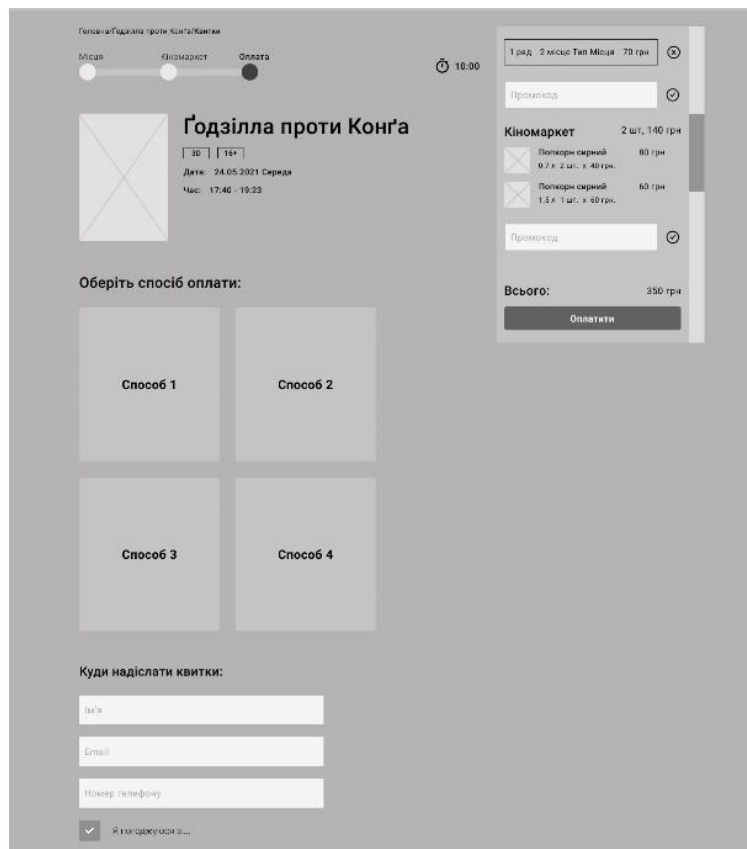 Головна/Ґодзілла проти Конґа/Квитки
Місця Кіномаркет Оплата
10:00
Ґодзілла проти Конґа
3D 16+
Дата: 24.05.2021 Середа
Час: 17:40 - 19:23
Оберіть спосіб оплати:
Способ 1 Способ 2
Способ 3 Способ 4
Куди надіслати квитки:
Ім'я
Email
Номер телефону
Я погоджуюся з...
1 ряд 2 місце Тип Місця 70 грн
Промокод
Кіномаркет 2 шт, 140 грн
Попкорн сирний 80 грн
0.7 л 2 шт. x 40 грн.
Попкорн сирний 60 грн
1.5 л 1 шт. x 60 грн.
Промокод
Всього: 350 грн
Оплатити